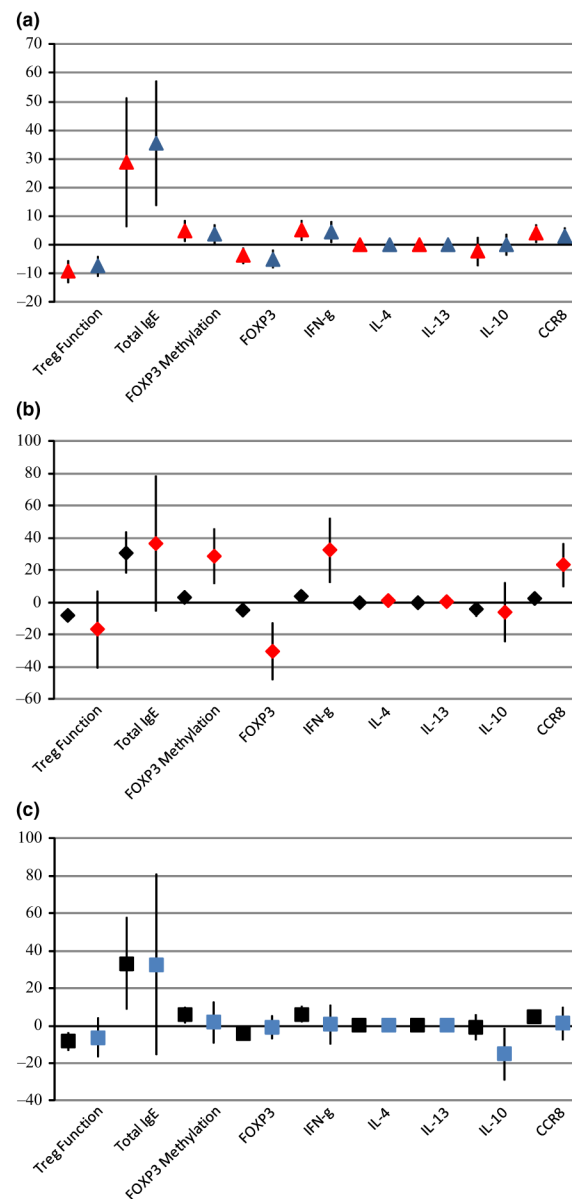 (a)
70
60
50
40
30
20
10
0
–10
–20
Treg Function
Total IgE
FOXP3 Methylation
FOXP3
IFN-g
IL-4
IL-13
IL-10
CCR8
(b)
100
80
60
40
20
0
–20
–40
–60
Treg Function
Total IgE
FOXP3 Methylation
FOXP3
IFN-g
IL-4
IL-13
IL-10
CCR8
(c)
100
80
60
40
20
0
–20
–40
Treg Function
Total IgE
FOXP3 Methylation
FOXP3
IFN-g
IL-4
IL-13
IL-10
CCR8